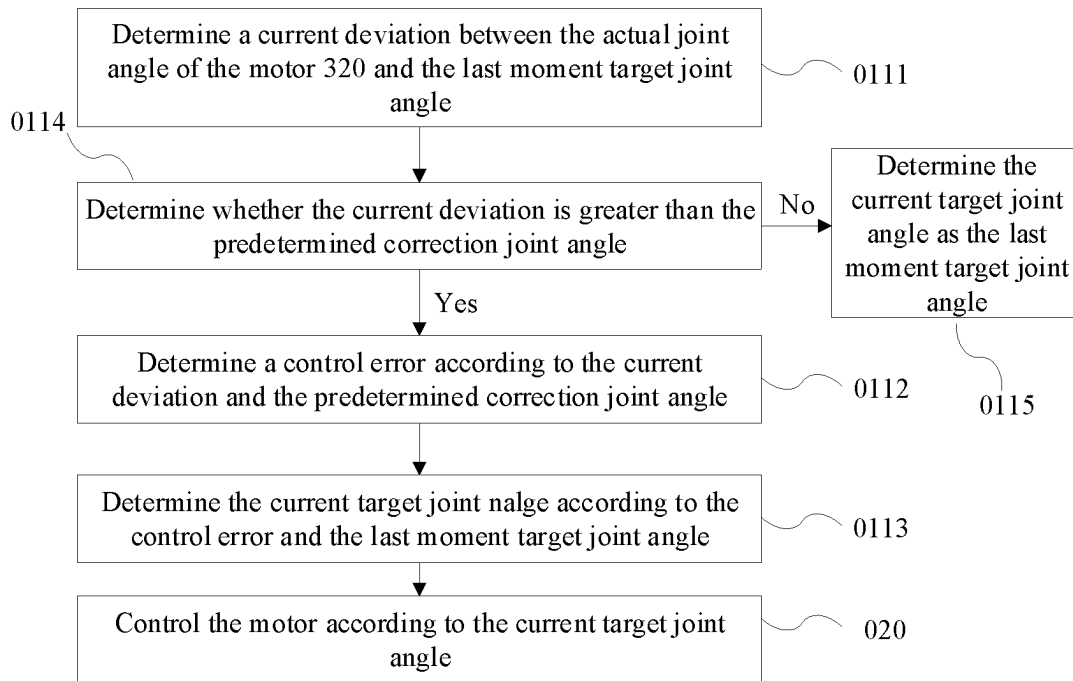 Determine a current deviation between the actual joint
angle of the motor 320 and the last moment target joint
angle
0111
0114
Determine whether the current deviation is greater than the
predetermined correction joint angle
No
Determine the
current target joint
angle as the last
moment target joint
angle
0115
Yes
Determine a control error according to the current
deviation and the predetermined correction joint angle
0112
Determine the current target joint nalge according to the
control error and the last moment target joint angle
0113
Control the motor according to the current target joint
angle
020